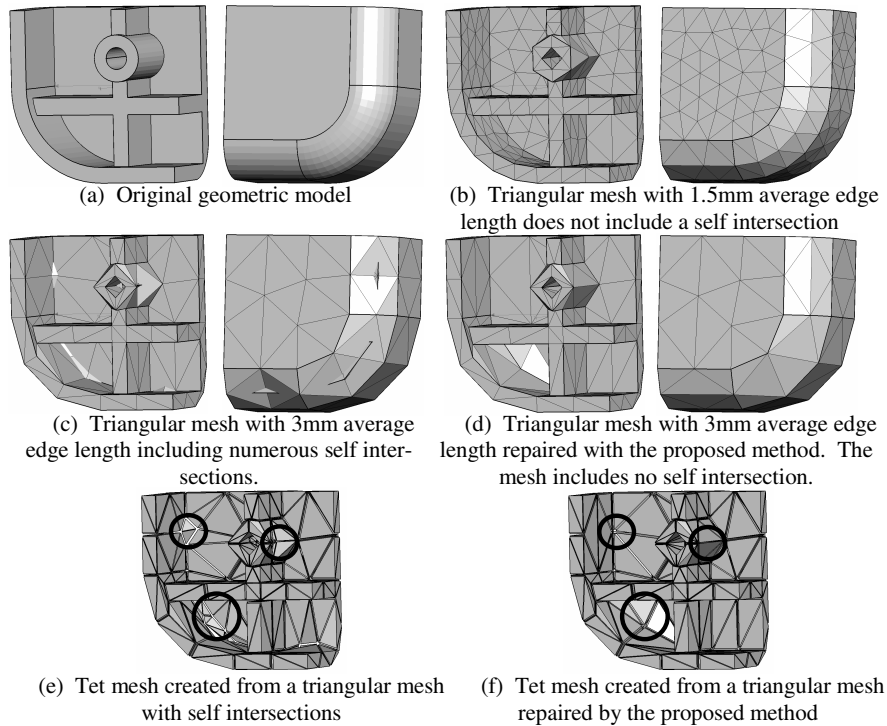 (a) Original geometric model
(b) Triangular mesh with 1.5mm average edge
length does not include a self intersection
(c) Triangular mesh with 3mm average
edge length including numerous self inter-
sections.
(d) Triangular mesh with 3mm average edge
length repaired with the proposed method. The
mesh includes no self intersection.
(e) Tet mesh created from a triangular mesh
with self intersections
(f) Tet mesh created from a triangular mesh
repaired by the proposed method